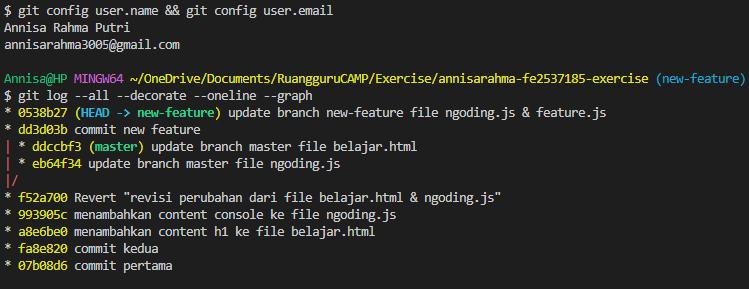 $ git config user.name && git config user.email
Annisa Rahma Putri
annisarahma3005@gmail.com
Annisa@HP MINGW64 ~/OneDrive/Documents/RuangguruCAMP/Exercise/annisarahma-fe2537185-exercise (new-feature)
$ git log --all --decorate --oneline --graph
* 0538b27 (HEAD -> new-feature) update branch new-feature file ngoding.js & feature.js
* dd3d03b commit new feature
| * ddccbf3 (master) update branch master file belajar.html
| * eb64f34 update branch master file ngoding.js
|/
* f52a700 Revert "revisi perubahan dari file belajar.html & ngoding.js"
* 993905c menambahkan content console ke file ngoding.js
* a8e6be0 menambahkan content h1 ke file belajar.html
* fa8e820 commit kedua
* 07b08d6 commit pertama